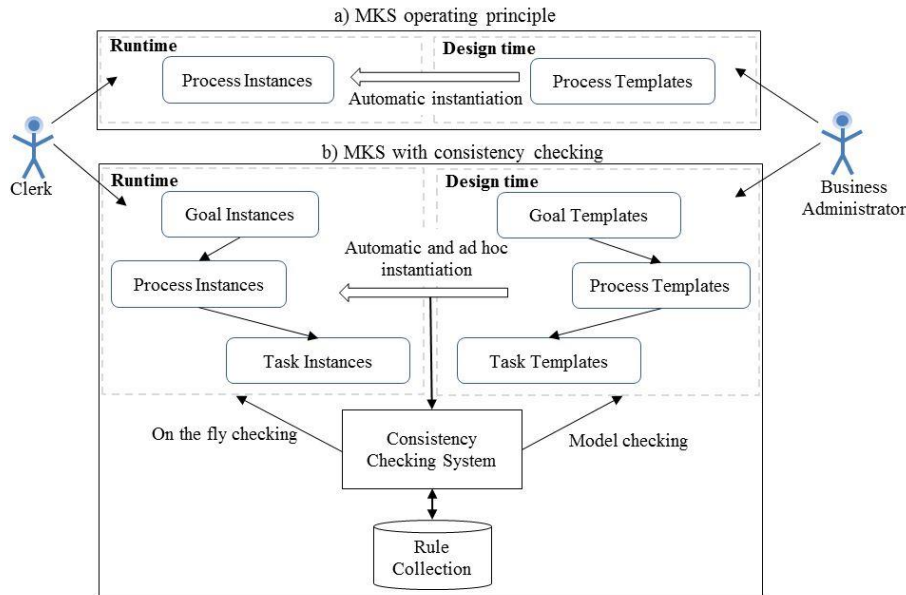 a) MKS operating principle
Runtime
Design time
Process Instances
Process Templates
Automatic instantiation
b) MKS with consistency checking
Clerk
Business
Administrator
Runtime
Design time
Goal Instances
Goal Templates
Automatic and ad hoc
instantiation
Process Instances
Process Templates
Task Instances
Task Templates
On the fly checking
Consistency
Checking System
Model checking
Rule
Collection